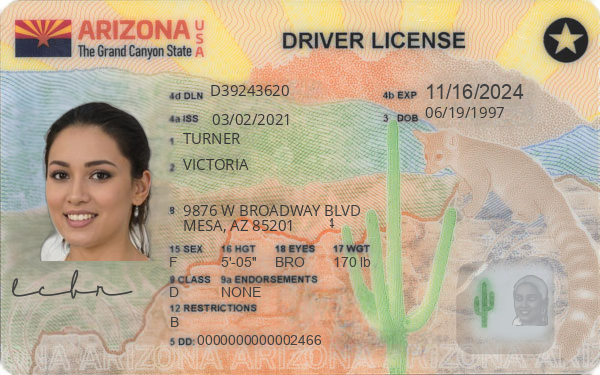 ARIZONA USA
The Grand Canyon State
DRIVER LICENSE
4d DLN D39243620
4b EXP 11/16/2024
4a ISS 03/02/2021
3 DOB 06/19/1997
1 TURNER
2 VICTORIA
8 9876 W BROADWAY BLVD
MESA, AZ 85201
15 SEX 16 HGT 18 EYES 17 WGT
F 5'-05" BRO 170 lb
9 CLASS 9a ENDORSEMENTS
D NONE
12 RESTRICTIONS
B
5 DD: 0000000000002466
ARIZONA ARIZONA ARIZONA ARIZONA